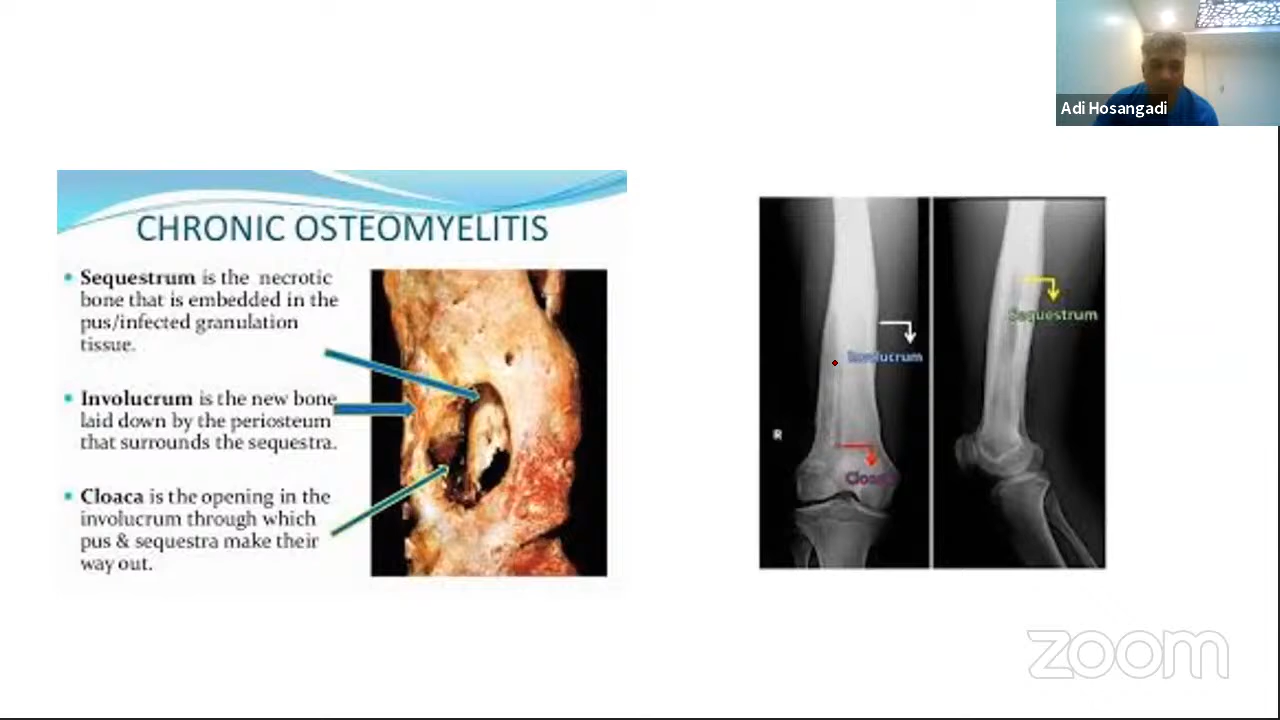 Adi Hosangadi
CHRONIC OSTEOMYELITIS
Sequestrum is the necrotic
bone that is embedded in the
pus/infected granulation
tissue.
Involucrum is the new bone
laid down by the periosteum
that surrounds the sequestra.
Cloaca is the opening in the
involucrum through which
pus & sequestra make their
way out.
Sequestrum
Involucrum
R
Cloaca
zoom